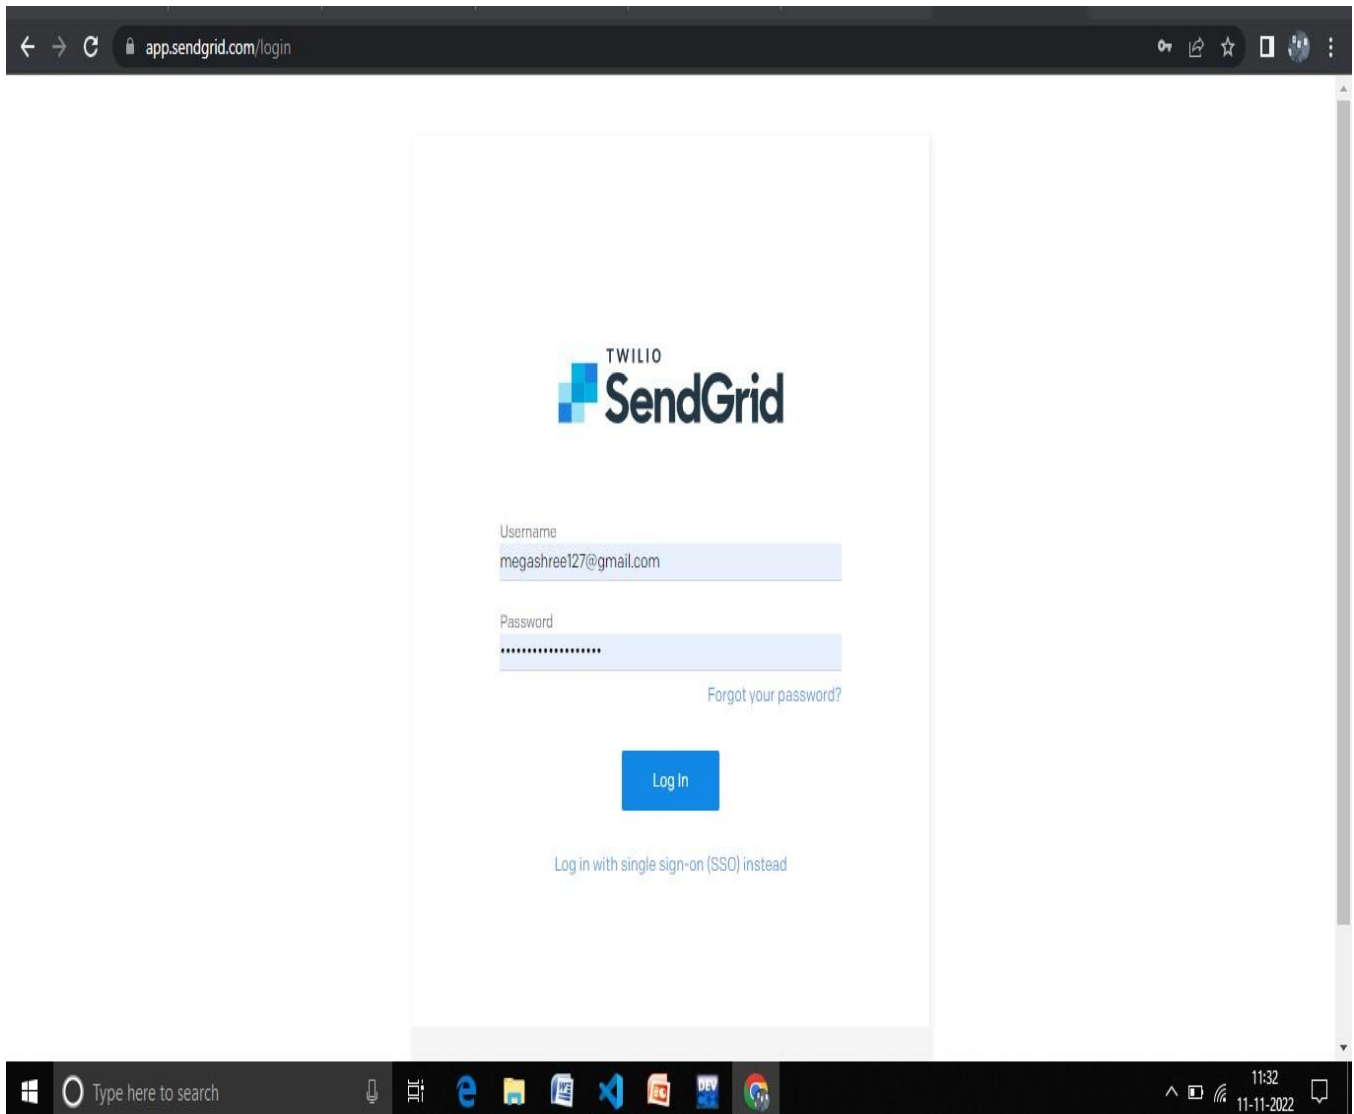 app.sendgrid.com/login
TWILIO
SendGrid
Username
megashree127@gmail.com
Password
•••••••••••••••••••
Forgot your password?
Log In
Log in with single sign-on (SSO) instead
Type here to search
DEV
11:32
11-11-2022